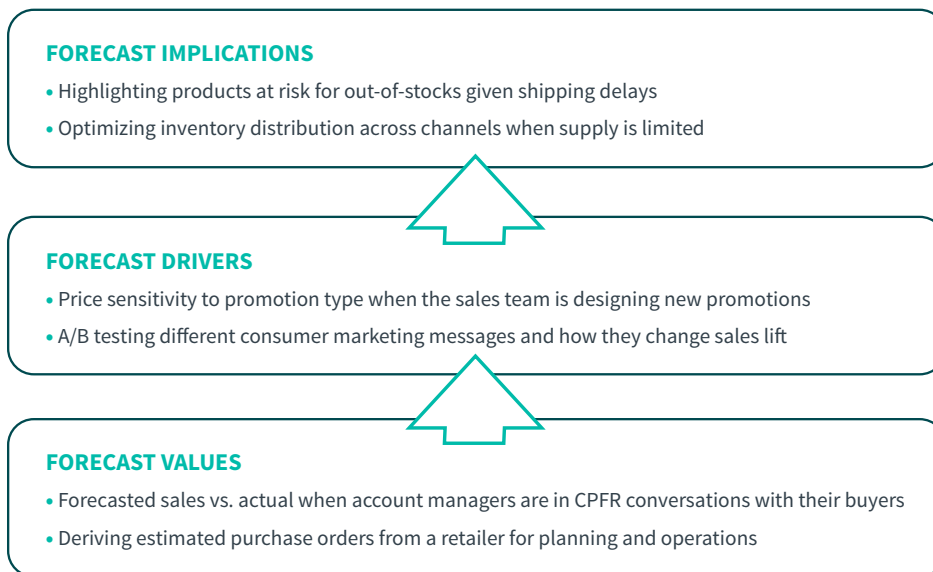 FORECAST IMPLICATIONS
• Highlighting products at risk for out-of-stocks given shipping delays
• Optimizing inventory distribution across channels when supply is limited
FORECAST DRIVERS
• Price sensitivity to promotion type when the sales team is designing new promotions
• A/B testing different consumer marketing messages and how they change sales lift
FORECAST VALUES
• Forecasted sales vs. actual when account managers are in CPFR conversations with their buyers
• Deriving estimated purchase orders from a retailer for planning and operations